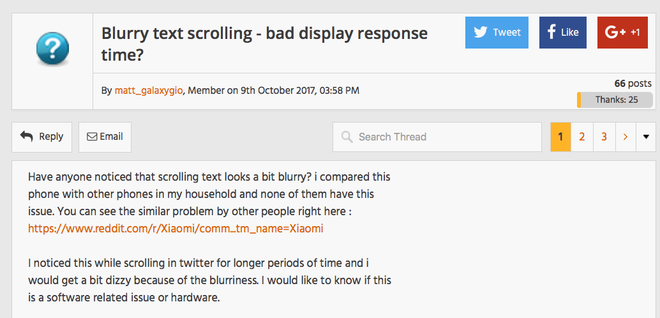 Blurry text scrolling - bad display response
time?
Tweet
Like
G+ +1
By matt_galaxygio, Member on 9th October 2017, 03:58 PM
66 posts
Thanks: 25
Reply
Email
Search Thread
1 2 3 >
Have anyone noticed that scrolling text looks a bit blurry? i compared this
phone with other phones in my household and none of them have this
issue. You can see the similar problem by other people right here :
https://www.reddit.com/r/Xiaomi/comm...tm_name=Xiaomi
I noticed this while scrolling in twitter for longer periods of time and i
would get a bit dizzy because of the blurriness. I would like to know if this
is a software related issue or hardware.